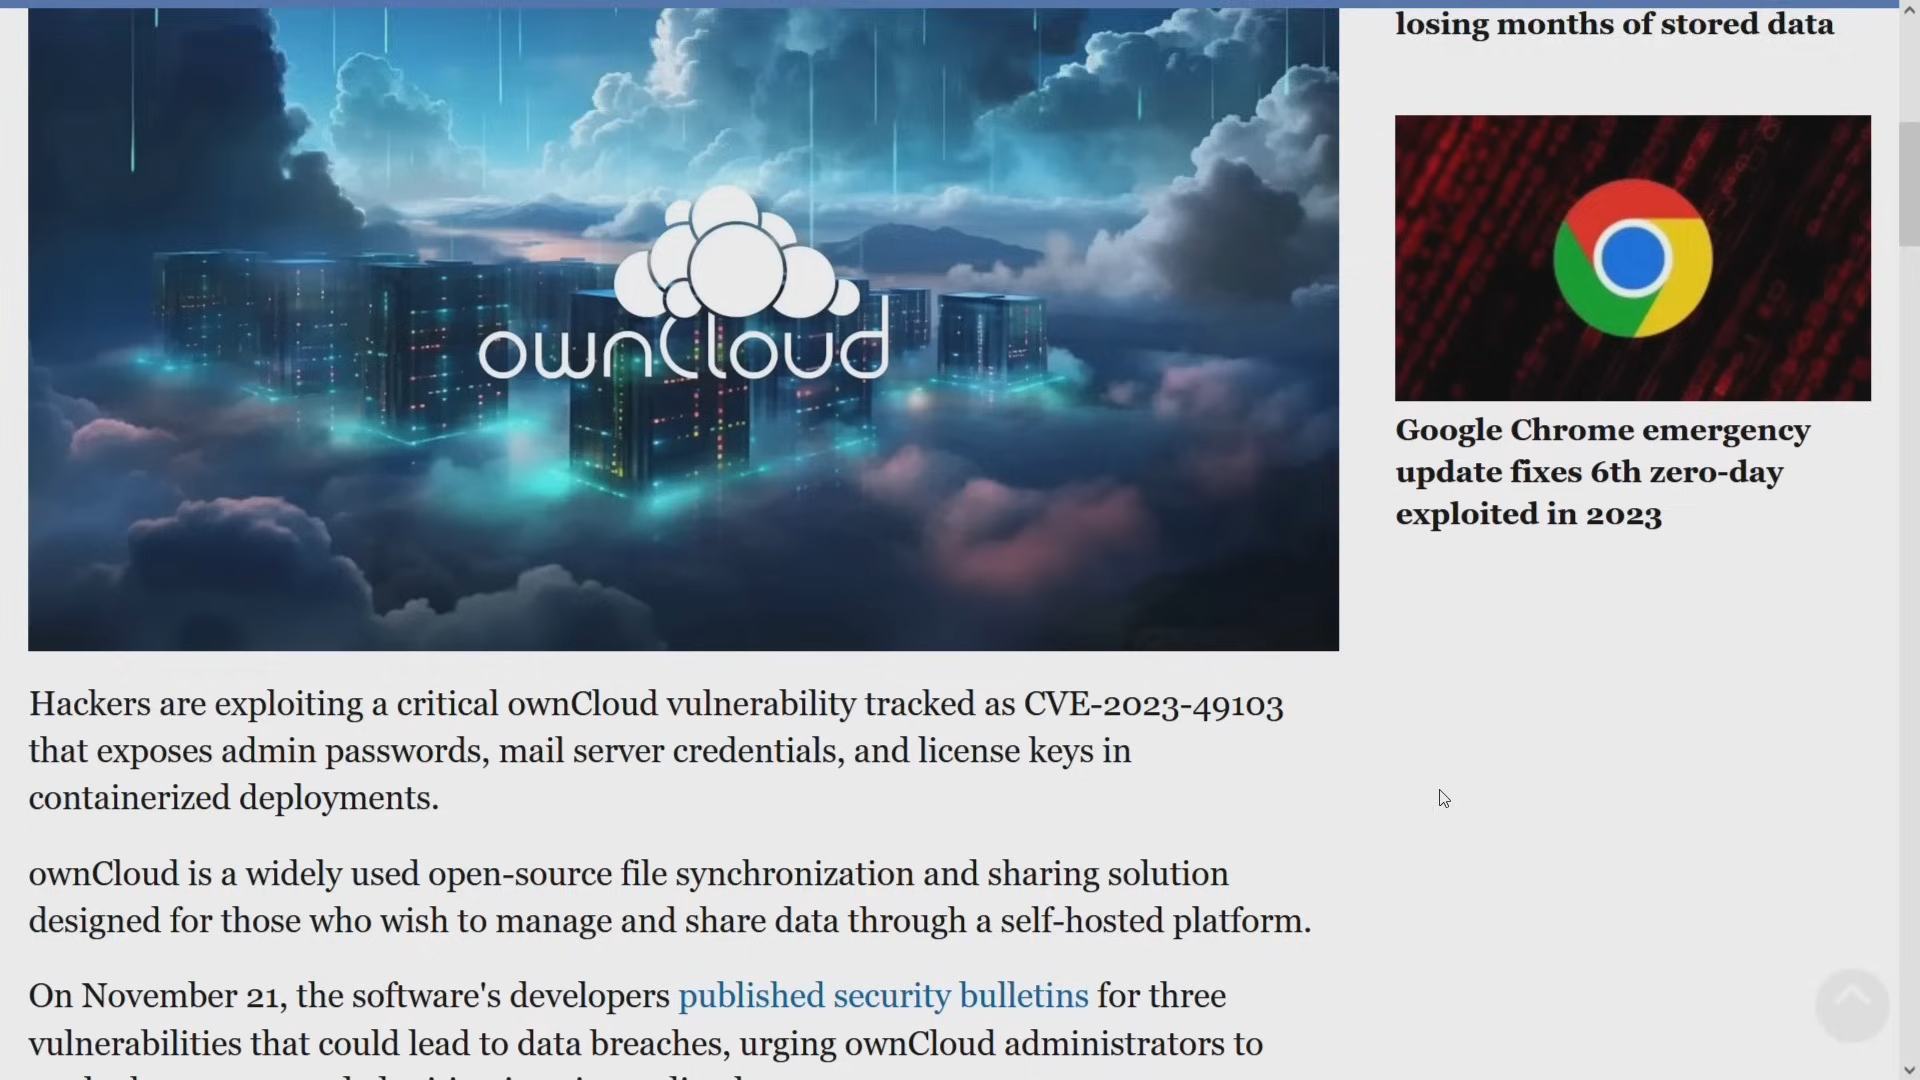 losing months of stored data
ownCloud
Google Chrome emergency
update fixes 6th zero-day
exploited in 2023
Hackers are exploiting a critical ownCloud vulnerability tracked as CVE-2023-49103
that exposes admin passwords, mail server credentials, and license keys in
containerized deployments.
ownCloud is a widely used open-source file synchronization and sharing solution
designed for those who wish to manage and share data through a self-hosted platform.
On November 21, the software's developers published security bulletins for three
vulnerabilities that could lead to data breaches, urging ownCloud administrators to